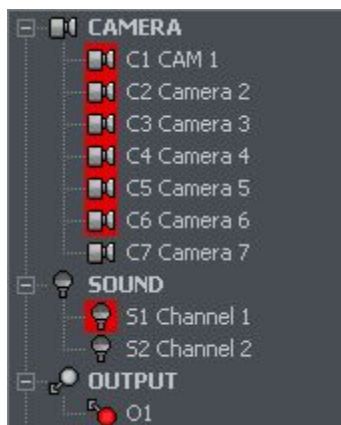 CAMERA
C1 CAM 1
C2 Camera 2
C3 Camera 3
C4 Camera 4
C5 Camera 5
C6 Camera 6
C7 Camera 7
SOUND
S1 Channel 1
S2 Channel 2
OUTPUT
O1